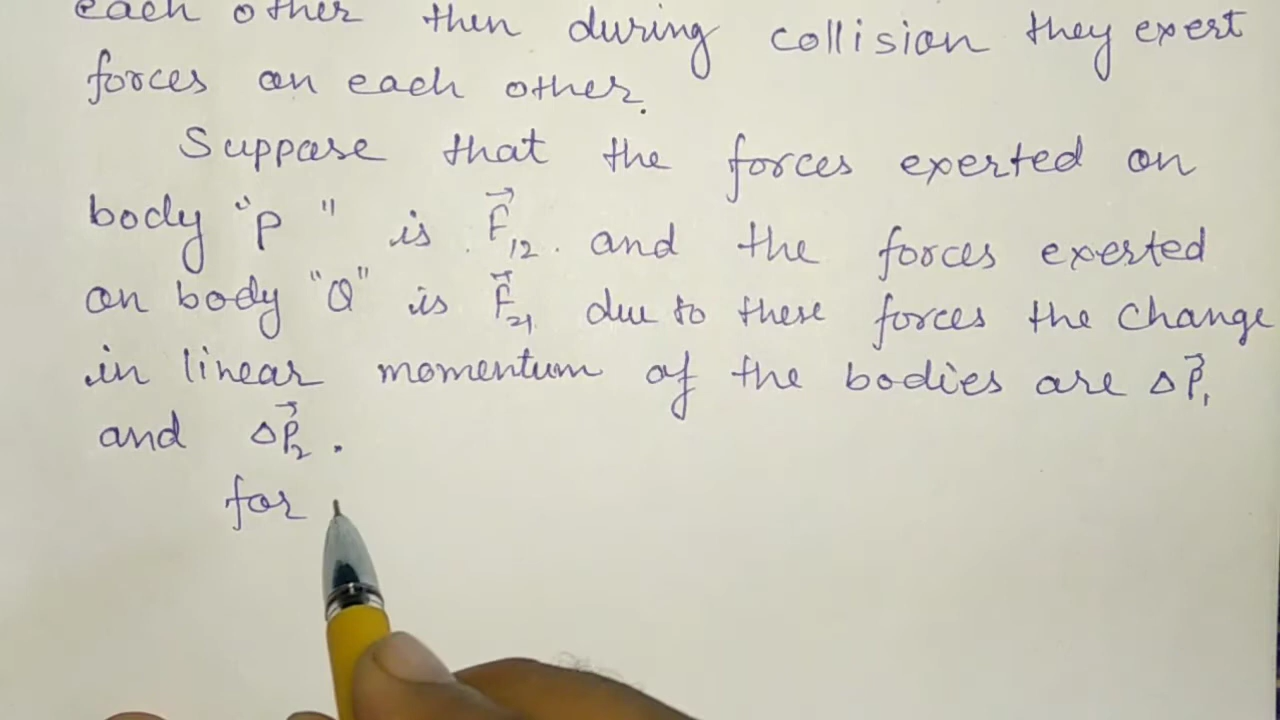 each other then during collision they exert
forces on each other.
Suppose that the forces exerted on
body "P" is F⃗12. and the forces exerted
on body "Q" is F⃗21 due to these forces the change
in linear momentum of the bodies are ΔP⃗1
and ΔP⃗2.
for